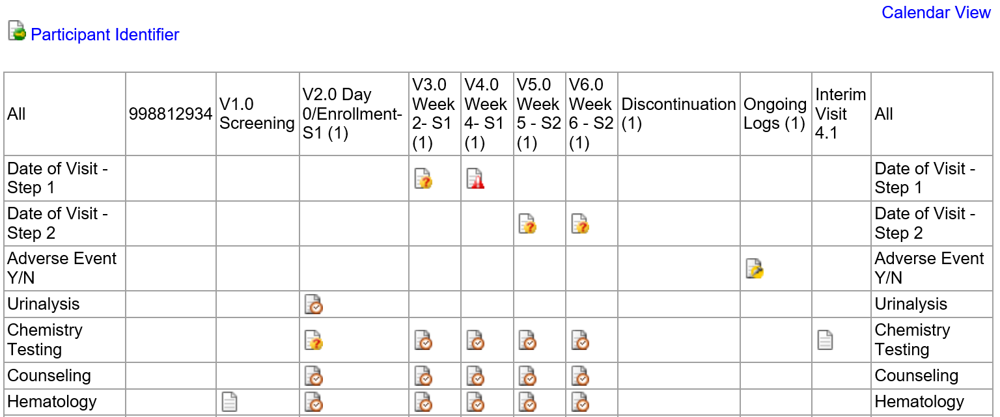 Calendar View
Participant Identifier
All 998812934 V1.0 Screening V2.0 Day 0/Enrollment-S1 (1) V3.0 Week 2- S1 (1) V4.0 Week 4- S1 (1) V5.0 Week 5 - S2 (1) V6.0 Week 6 - S2 (1) Discontinuation (1) Ongoing Logs (1) Interim Visit 4.1 All
Date of Visit - Step 1 Date of Visit - Step 1
Date of Visit - Step 2 Date of Visit - Step 2
Adverse Event Y/N Adverse Event Y/N
Urinalysis Urinalysis
Chemistry Testing Chemistry Testing
Counseling Counseling
Hematology Hematology